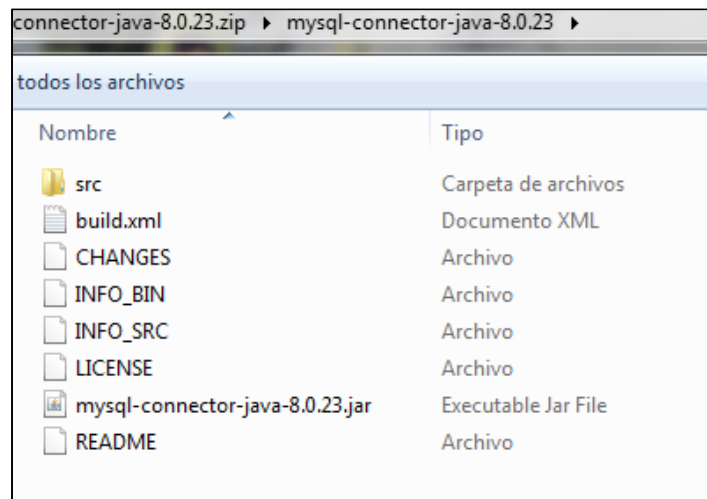 connector-java-8.0.23.zip ▸ mysql-connector-java-8.0.23 ▸
todos los archivos
Nombre Tipo
src Carpeta de archivos
build.xml Documento XML
CHANGES Archivo
INFO_BIN Archivo
INFO_SRC Archivo
LICENSE Archivo
mysql-connector-java-8.0.23.jar Executable Jar File
README Archivo